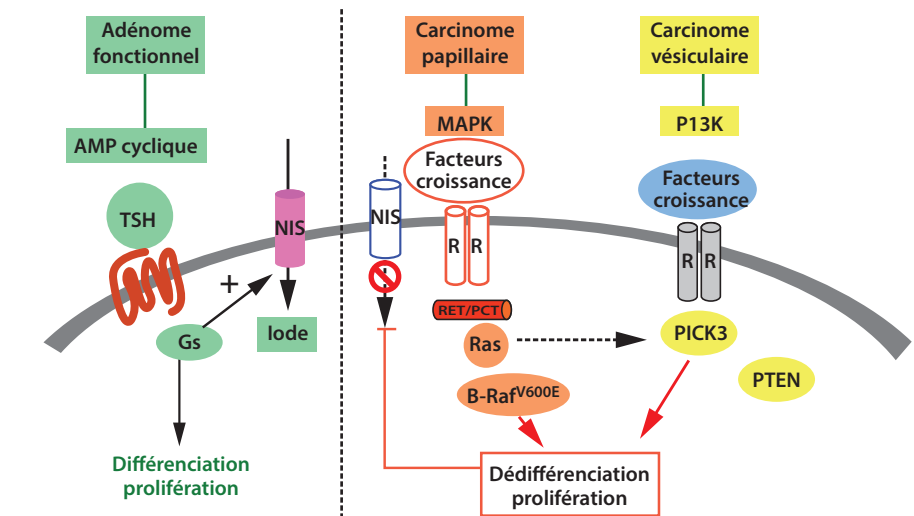 Adénome
fonctionnel
AMP cyclique
TSH
NIS
+
Gs
Iode
Différenciation
prolifération
Carcinome
papillaire
MAPK
Facteurs
croissance
NIS
R R
RET/PCT
Ras
B-RafV600E
Carcinome
vésiculaire
P13K
Facteurs
croissance
R R
PICK3
PTEN
Dédifférenciation
prolifération